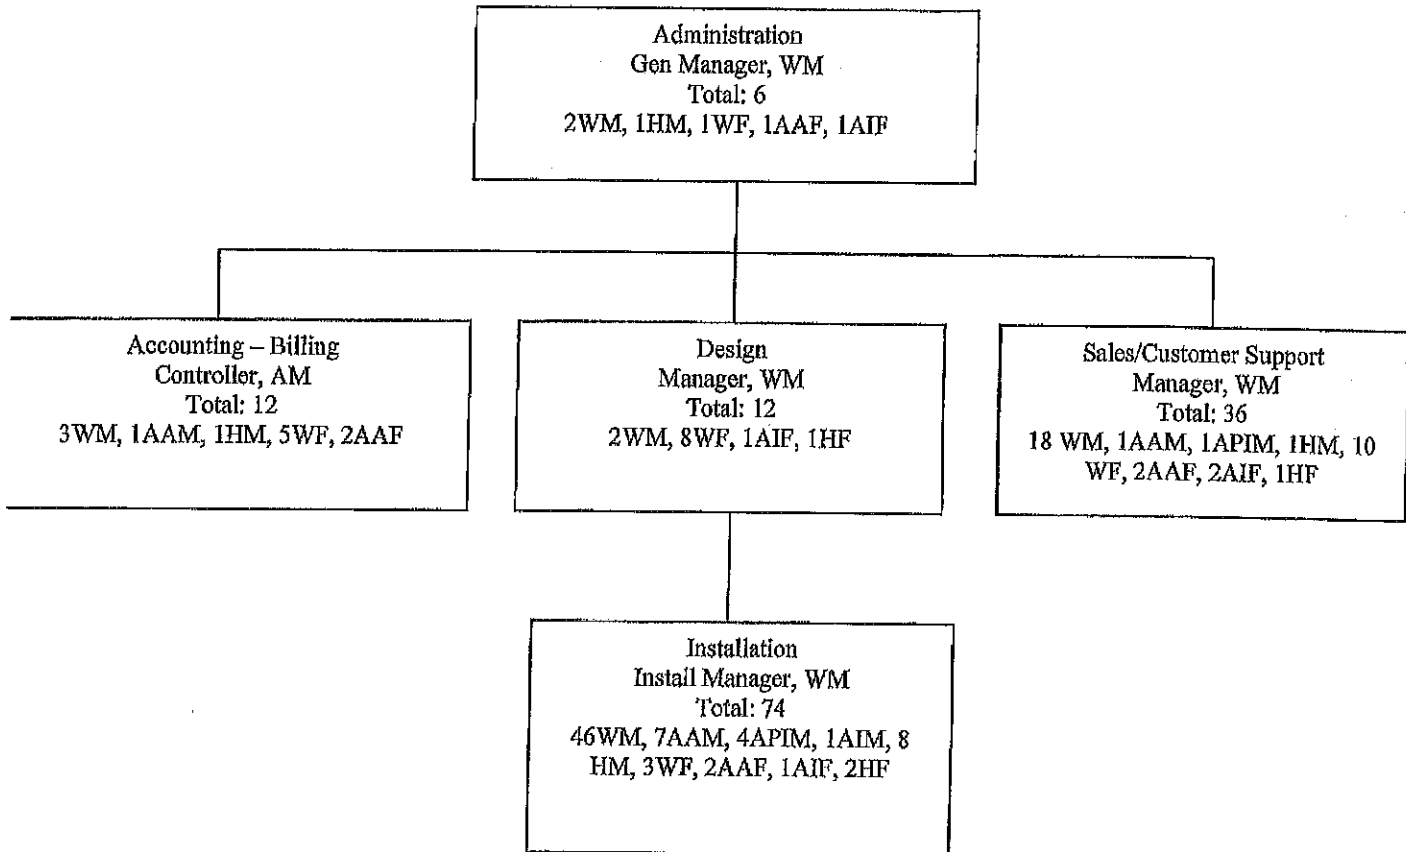 Administration
Gen Manager, WM
Total: 6
2WM, 1HM, 1WF, 1AAF, 1AIF
Accounting – Billing
Controller, AM
Total: 12
3WM, 1AAM, 1HM, 5WF, 2AAF
Design
Manager, WM
Total: 12
2WM, 8WF, 1AIF, 1HF
Sales/Customer Support
Manager, WM
Total: 36
18 WM, 1AAM, 1APIM, 1HM, 10
WF, 2AAF, 2AIF, 1HF
Installation
Install Manager, WM
Total: 74
46WM, 7AAM, 4APIM, 1AIM, 8
HM, 3WF, 2AAF, 1AIF, 2HF